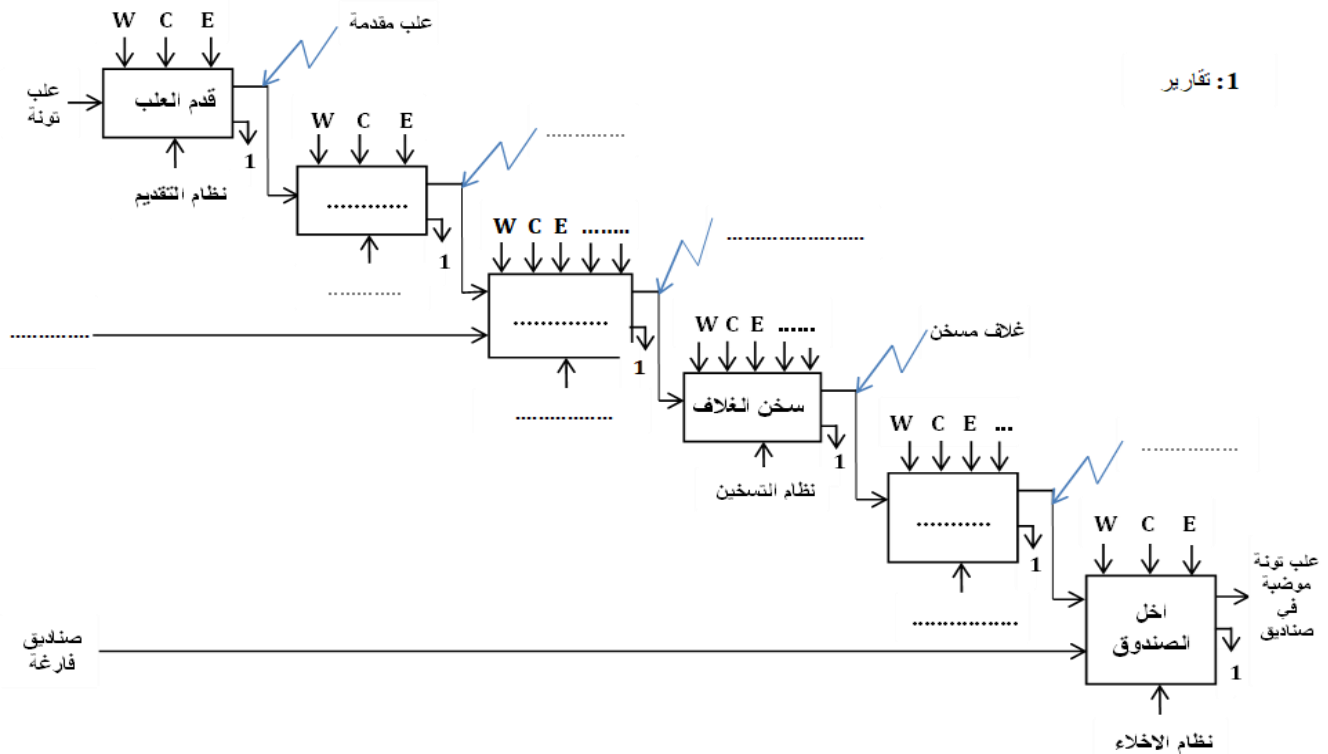 W C E
علب مقدمة
1: تقارير
علب
تونة
قدم العلب
1
نظام التقديم
W C E
............
............
1
............
W C E ........
........................
..............
.............
1
.................
W C E ......
غلاف مسخن
سخن الغلاف
1
نظام التسخين
W C E ...
.................
...........
1
..................
W C E
علب تونة
موضبة
في
صناديق
اخل
الصندوق
1
صناديق
فارغة
نظام الاخلاء